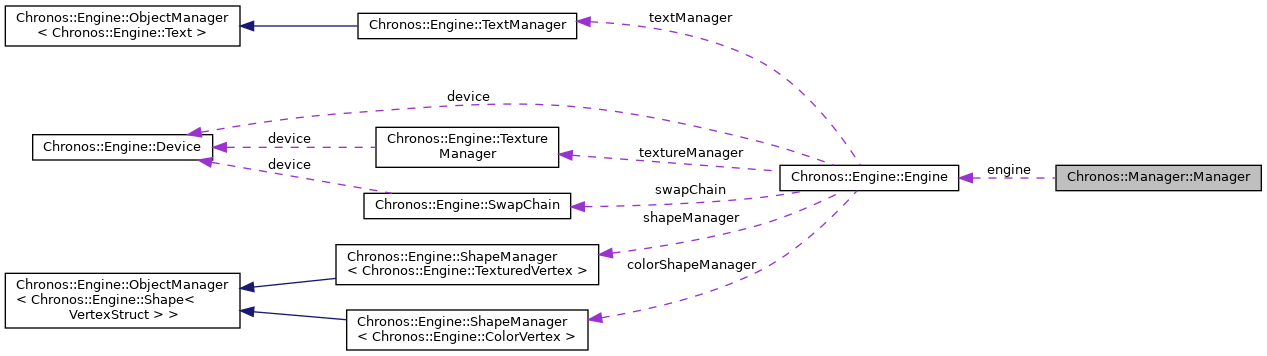 Chronos::Engine::ObjectManager
< Chronos::Engine::Text >
Chronos::Engine::TextManager
textManager
device
Chronos::Engine::Device
device
device
Chronos::Engine::Texture
Manager
textureManager
Chronos::Engine::SwapChain
swapChain
shapeManager
Chronos::Engine::Engine
engine
Chronos::Manager::Manager
Chronos::Engine::ShapeManager
< Chronos::Engine::TexturedVertex >
colorShapeManager
Chronos::Engine::ObjectManager
< Chronos::Engine::Shape<
VertexStruct > >
Chronos::Engine::ShapeManager
< Chronos::Engine::ColorVertex >